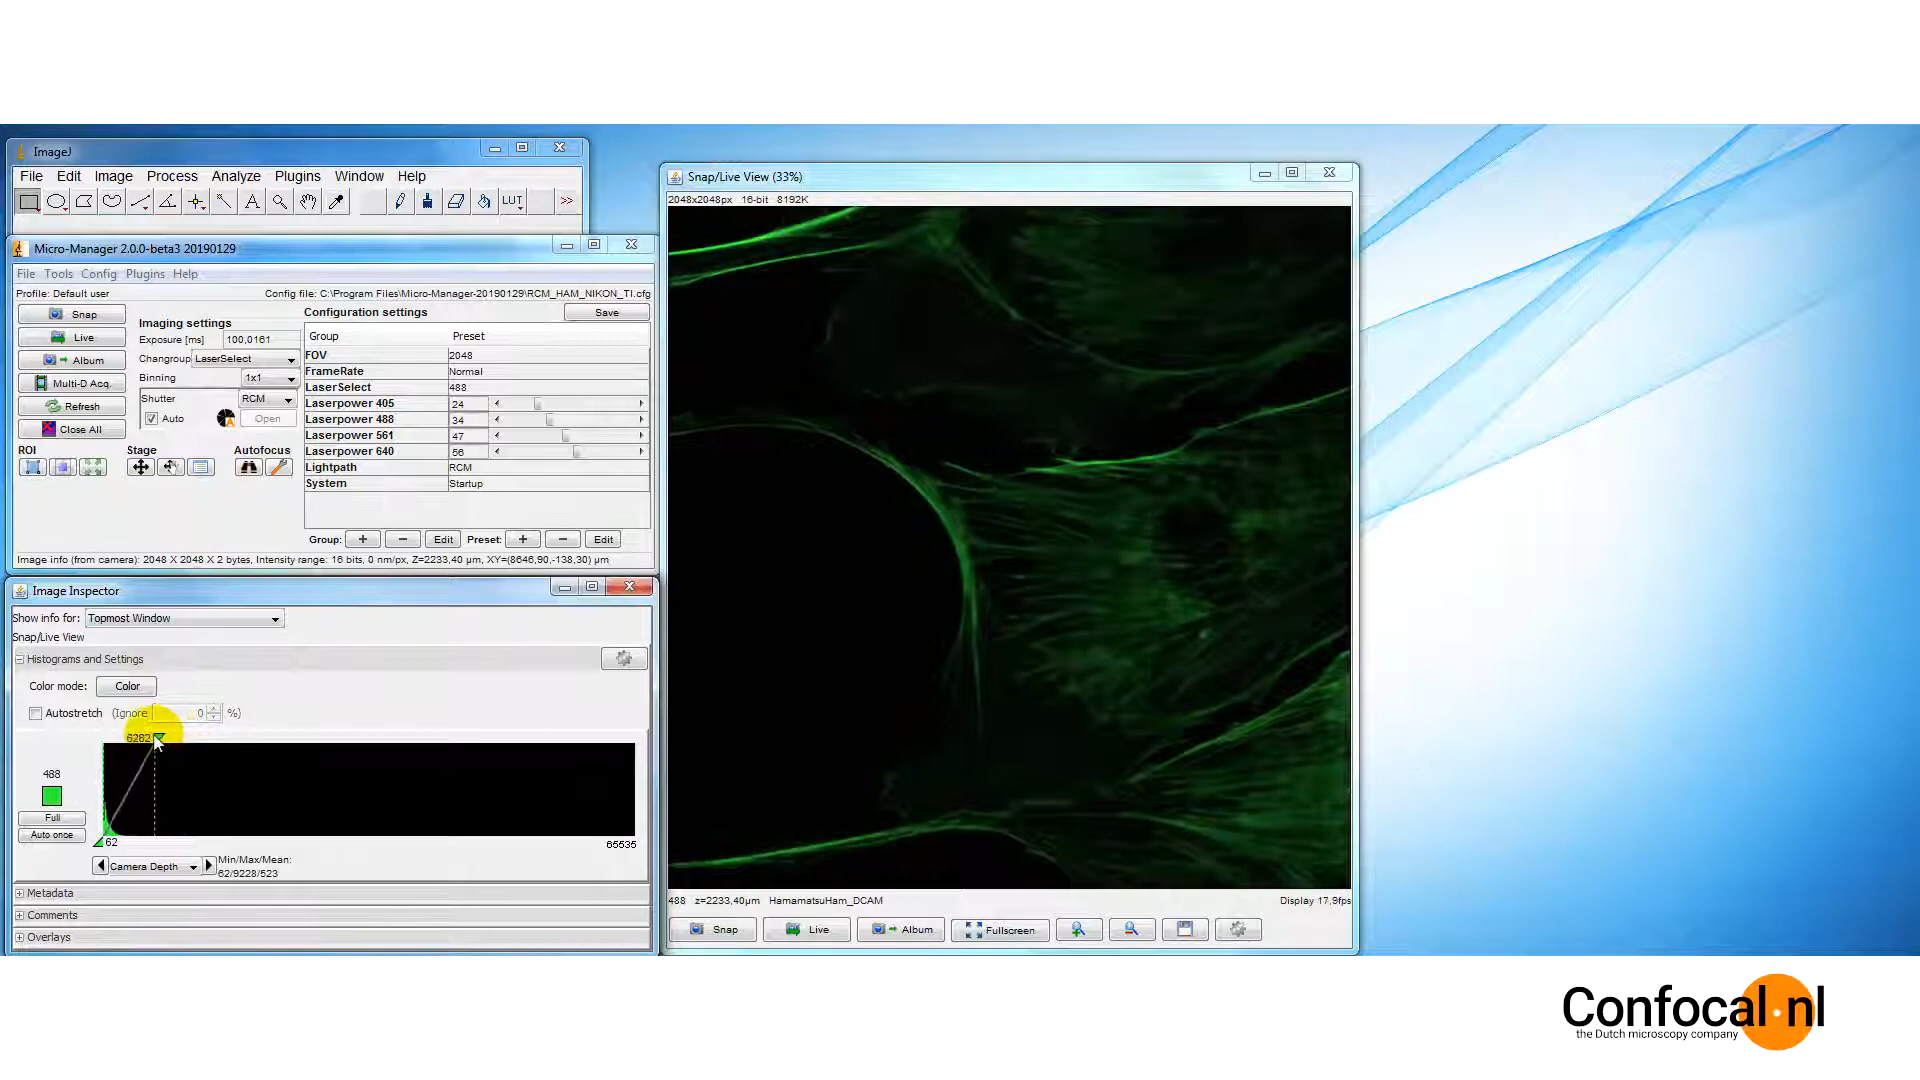 ImageJ
File Edit Image Process Analyze Plugins Window Help
A LUT >>
Micro-Manager 2.0.0-beta3 20190129
File Tools Config Plugins Help
Profile: Default user
Config file: C:\Program Files\Micro-Manager-20190129\RCM_HAM_NIKON_TI.cfg
Snap
Live
Album
Multi-D Acq.
Refresh
Close All
Imaging settings
Exposure [ms] 100,0161
Changroup LaserSelect
Binning 1x1
Shutter RCM
Auto Open
ROI Stage Autofocus
Configuration settings Save
Group Preset
FOV 2048
FrameRate Normal
LaserSelect 488
Laserpower 405 24
Laserpower 488 34
Laserpower 561 47
Laserpower 640 56
Lightpath RCM
System Startup
Group: + − Edit Preset: + − Edit
Image info (from camera): 2048 X 2048 X 2 bytes, Intensity range: 16 bits, 0 nm/px, Z=2233,40 µm, XY=(8646,90,-138,30) µm
Image Inspector
Show info for: Topmost Window
Snap/Live View
Histograms and Settings
Color mode: Color
Autostretch (Ignore 0 %)
6282
488
Full
Auto once
62
65535
Camera Depth
Min/Max/Mean:
62/9228/523
Metadata
Comments
Overlays
Snap/Live View (33%)
2048x2048px 16-bit 8192K
488 z=2233,40µm HamamatsuHam_DCAM Display 17,9fps
Snap Live Album Fullscreen
Confocal.nl
the Dutch microscopy company